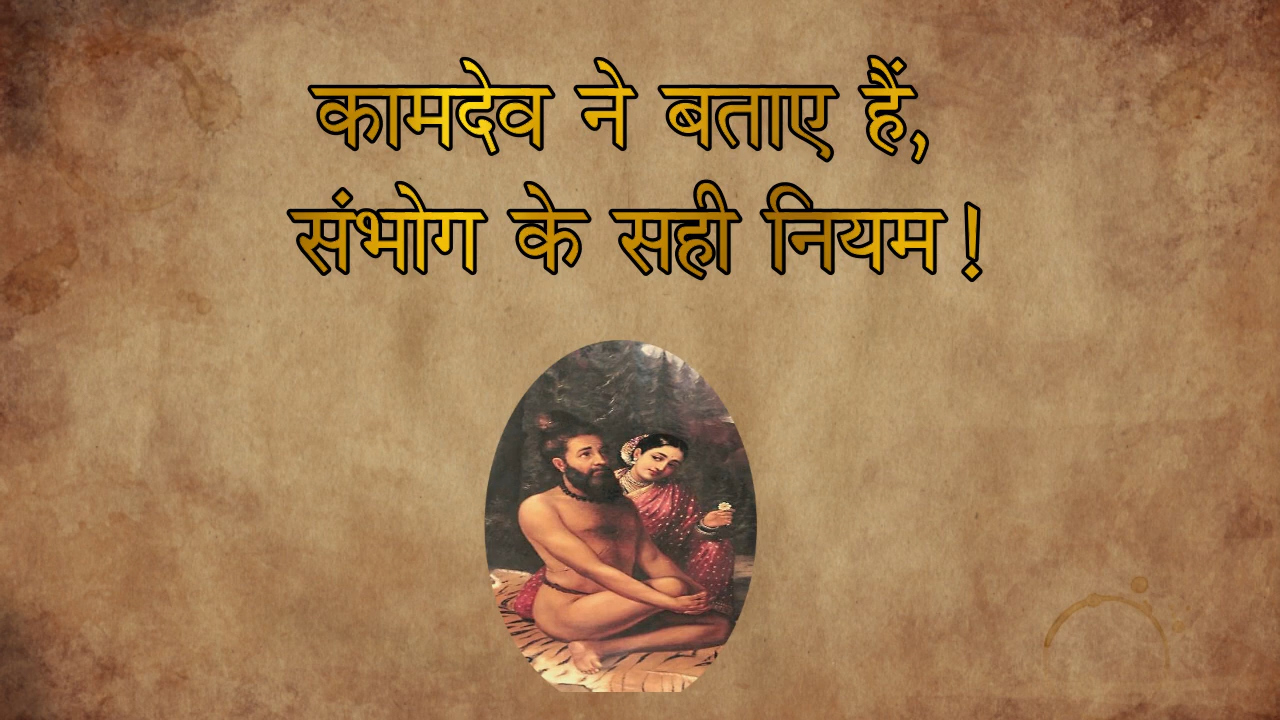 कामदेव ने बताए हैं,
संभोग के सही नियम !